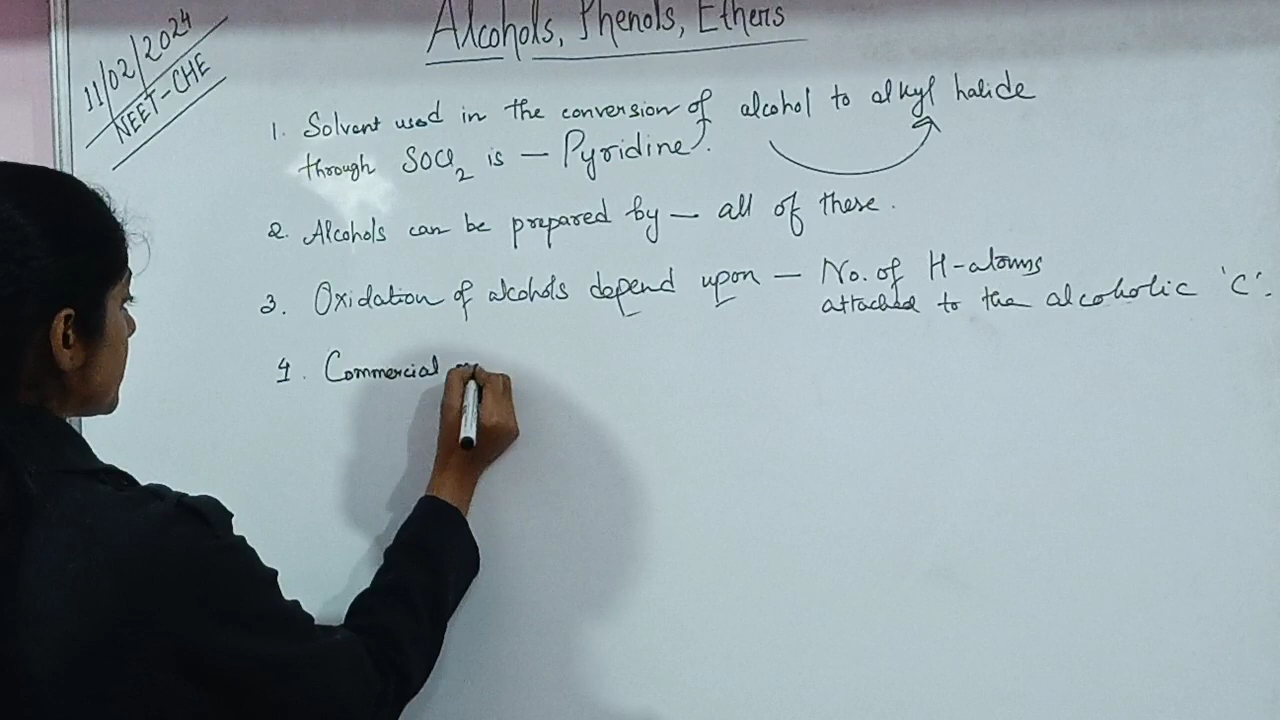 11/02/2024
NEET-CHE
Alcohols, Phenols, Ethers
1. Solvent used in the conversion of alcohol to alkyl halide
through SOCl2 is — Pyridine.
2. Alcohols can be prepared by — all of these.
3. Oxidation of alcohols depend upon — No. of H-atoms
attached to the alcoholic 'C'.
4. Commercial